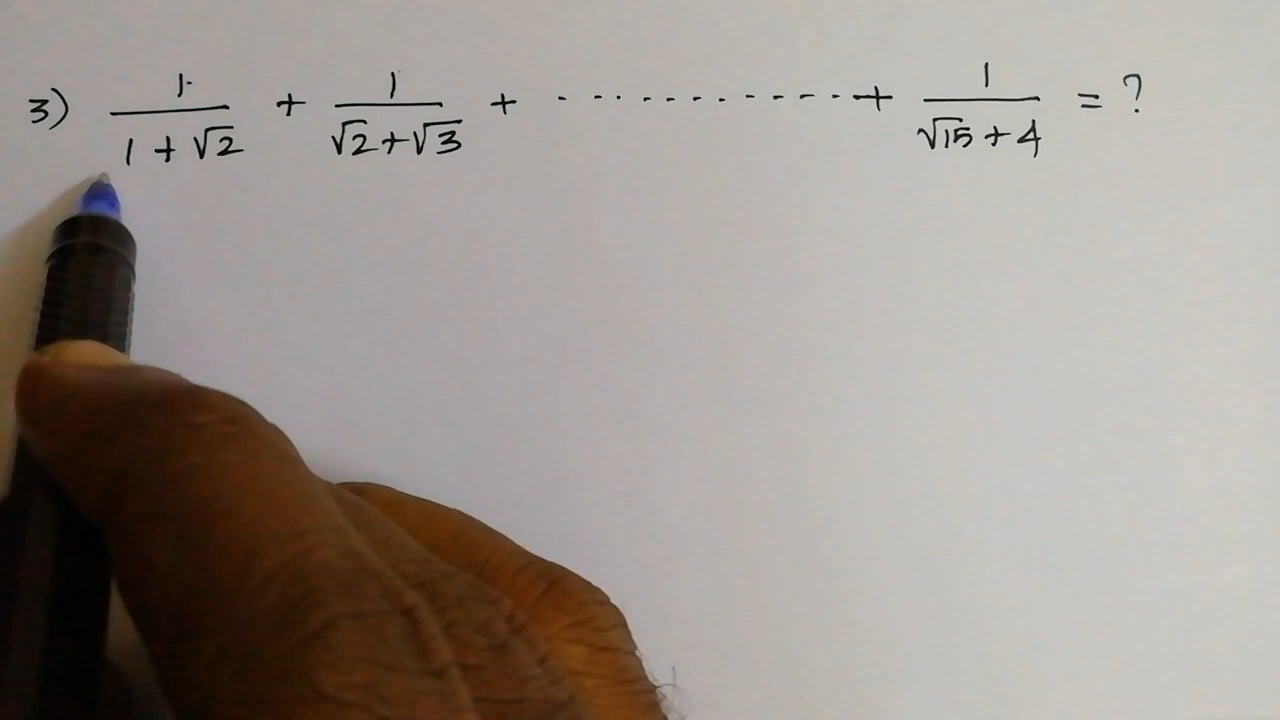 3) 1/(1 + √2) + 1/(√2 + √3) + ............ + 1/(√15 + 4) = ?